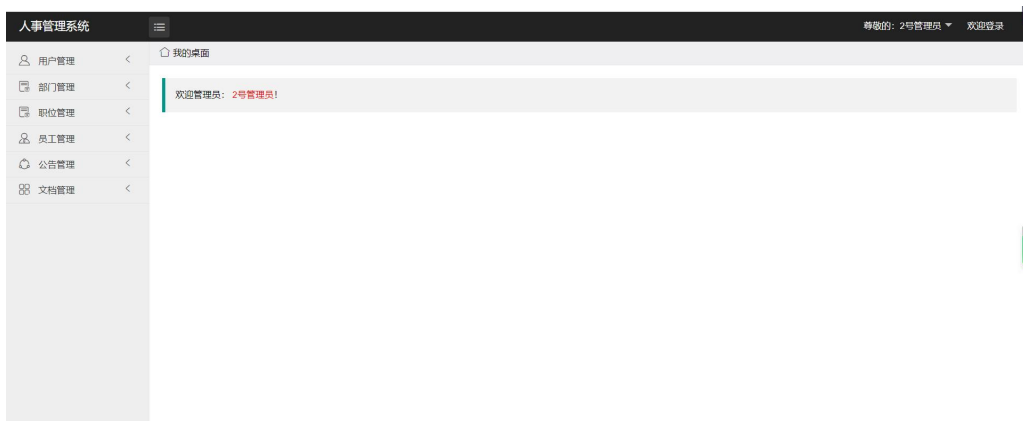 人事管理系统
尊敬的：2号管理员 欢迎登录
用户管理
部门管理
职位管理
员工管理
公告管理
文档管理
我的桌面
欢迎管理员：2号管理员！